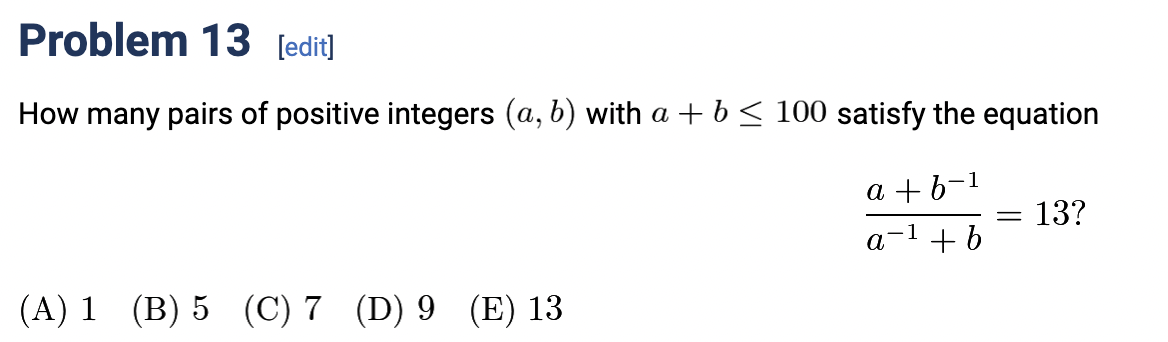 Problem 13 [edit]
How many pairs of positive integers (a, b) with a + b ≤ 100 satisfy the equation
\frac{a + b^{-1}}{a^{-1} + b} = 13?
(A) 1 (B) 5 (C) 7 (D) 9 (E) 13